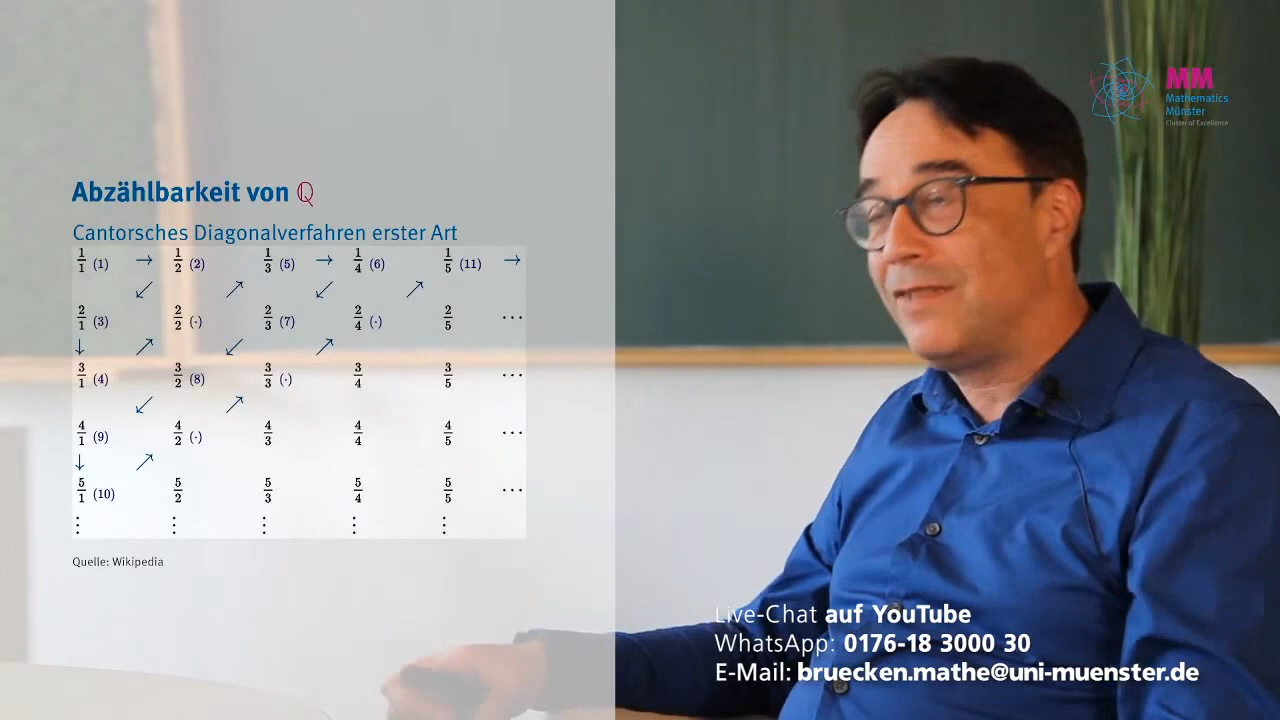 Abzählbarkeit von ℚ
Cantorsches Diagonalverfahren erster Art
1/1 (1) → 1/2 (2) 1/3 (5) → 1/4 (6) 1/5 (11) →
↙ ↗ ↙ ↗
2/1 (3) 2/2 (·) 2/3 (7) 2/4 (·) 2/5 ⋯
↓ ↗ ↙ ↗
3/1 (4) 3/2 (8) 3/3 (·) 3/4 3/5 ⋯
↙ ↗
4/1 (9) 4/2 (·) 4/3 4/4 4/5 ⋯
↓ ↗
5/1 (10) 5/2 5/3 5/4 5/5 ⋯
⋮ ⋮ ⋮ ⋮ ⋮
Quelle: Wikipedia
MM
Mathematics
Münster
Cluster of Excellence
Live-Chat auf YouTube
WhatsApp: 0176-18 3000 30
E-Mail: bruecken.mathe@uni-muenster.de